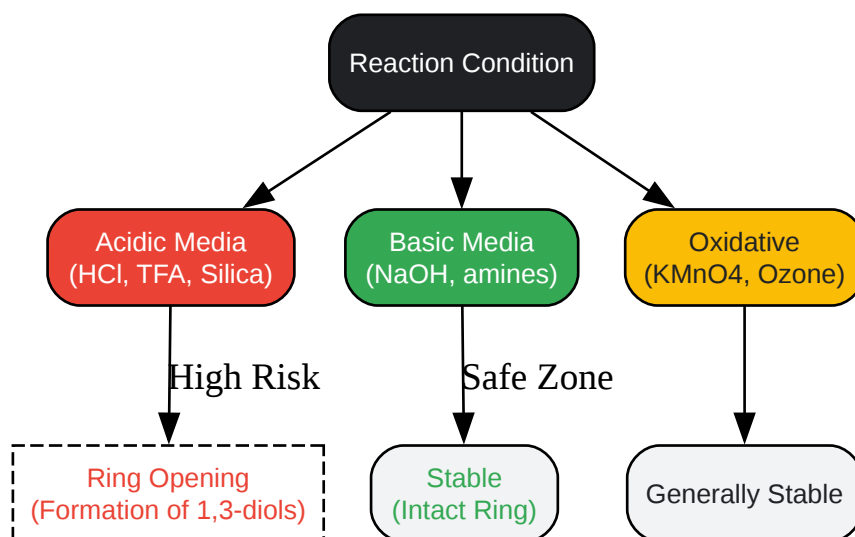 Reaction Condition
Acidic Media
(HCl, TFA, Silica)
Basic Media
(NaOH, amines)
Oxidative
(KMnO4, Ozone)
High Risk
Safe Zone
Ring Opening
(Formation of 1,3-diols)
Stable
(Intact Ring)
Generally Stable